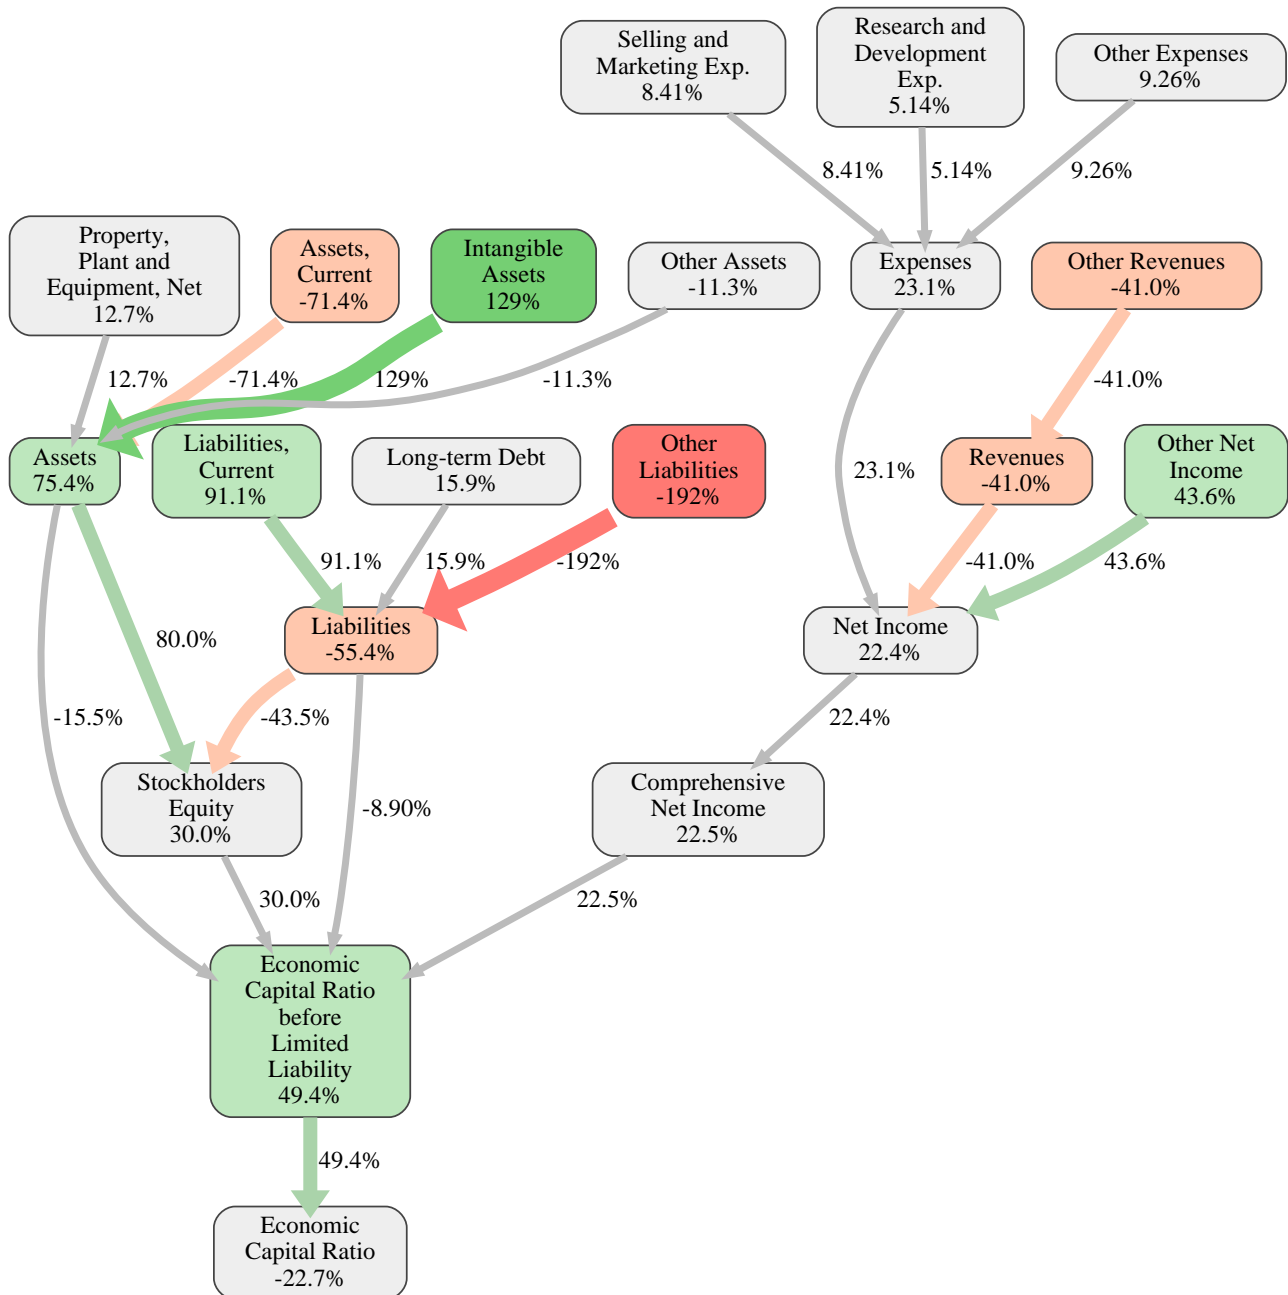 Selling and
Marketing Exp.
8.41%
Research and
Development
Exp.
5.14%
Other Expenses
9.26%
8.41%
5.14%
9.26%
Property,
Plant and
Equipment, Net
12.7%
Assets,
Current
-71.4%
Intangible
Assets
129%
Other Assets
-11.3%
Expenses
23.1%
Other Revenues
-41.0%
12.7%
-71.4%
129%
-11.3%
-41.0%
Assets
75.4%
Liabilities,
Current
91.1%
Long-term Debt
15.9%
Other
Liabilities
-192%
23.1%
Revenues
-41.0%
Other Net
Income
43.6%
91.1%
15.9%
-192%
-41.0%
43.6%
80.0%
Liabilities
-55.4%
Net Income
22.4%
-15.5%
-43.5%
22.4%
Stockholders
Equity
30.0%
-8.90%
Comprehensive
Net Income
22.5%
30.0%
22.5%
Economic
Capital Ratio
before
Limited
Liability
49.4%
49.4%
Economic
Capital Ratio
-22.7%